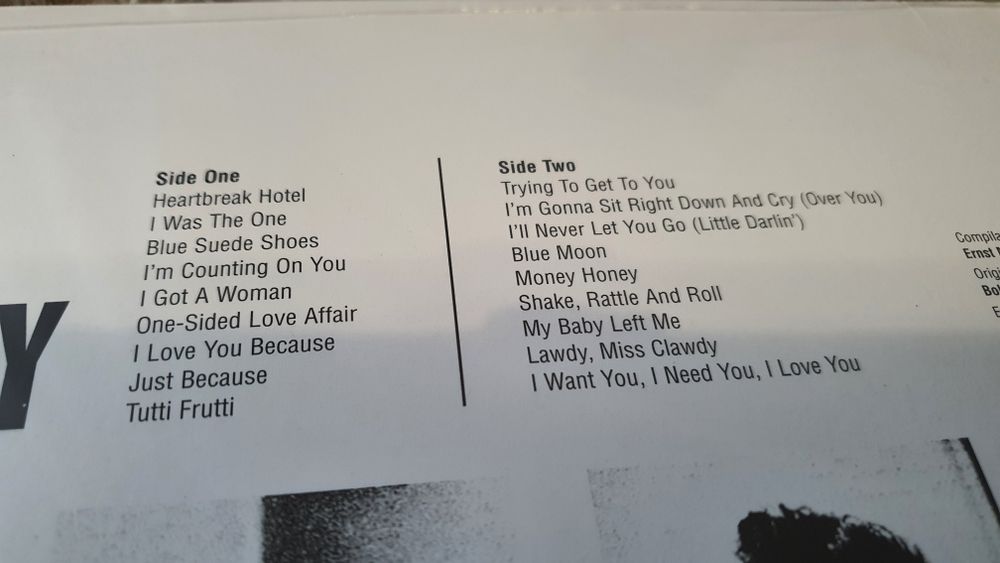 Side One
Heartbreak Hotel
I Was The One
Blue Suede Shoes
I'm Counting On You
I Got A Woman
One-Sided Love Affair
I Love You Because
Just Because
Tutti Frutti
Side Two
Trying To Get To You
I'm Gonna Sit Right Down And Cry (Over You)
I'll Never Let You Go (Little Darlin')
Blue Moon
Money Honey
Shake, Rattle And Roll
My Baby Left Me
Lawdy, Miss Clawdy
I Want You, I Need You, I Love You
Y
Ernst